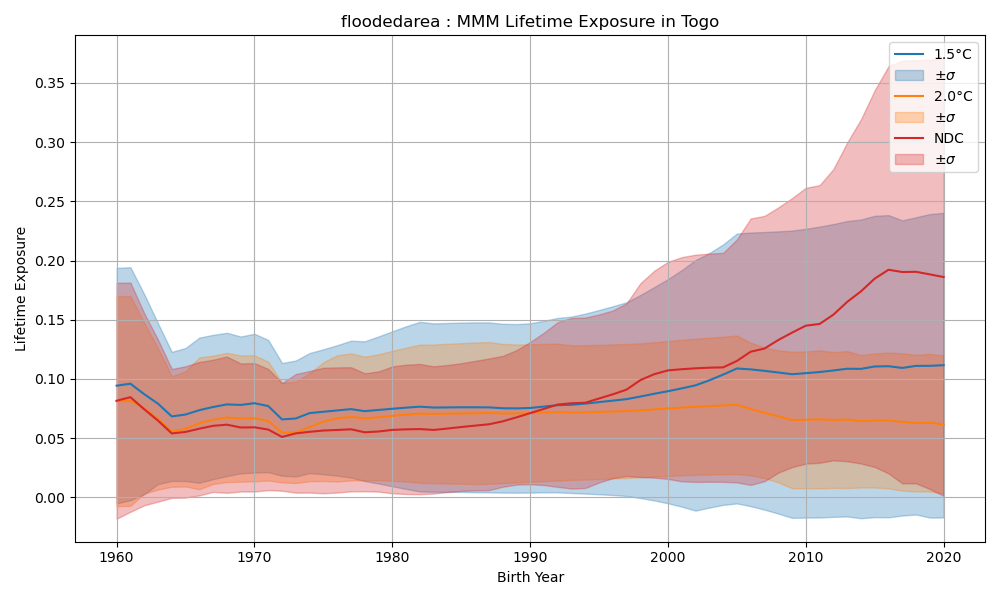 floodedarea : MMM Lifetime Exposure in Togo
Lifetime Exposure
0.35
0.30
0.25
0.20
0.15
0.10
0.05
0.00
1.5°C
±σ
2.0°C
±σ
NDC
±σ
1960 1970 1980 1990 2000 2010 2020
Birth Year